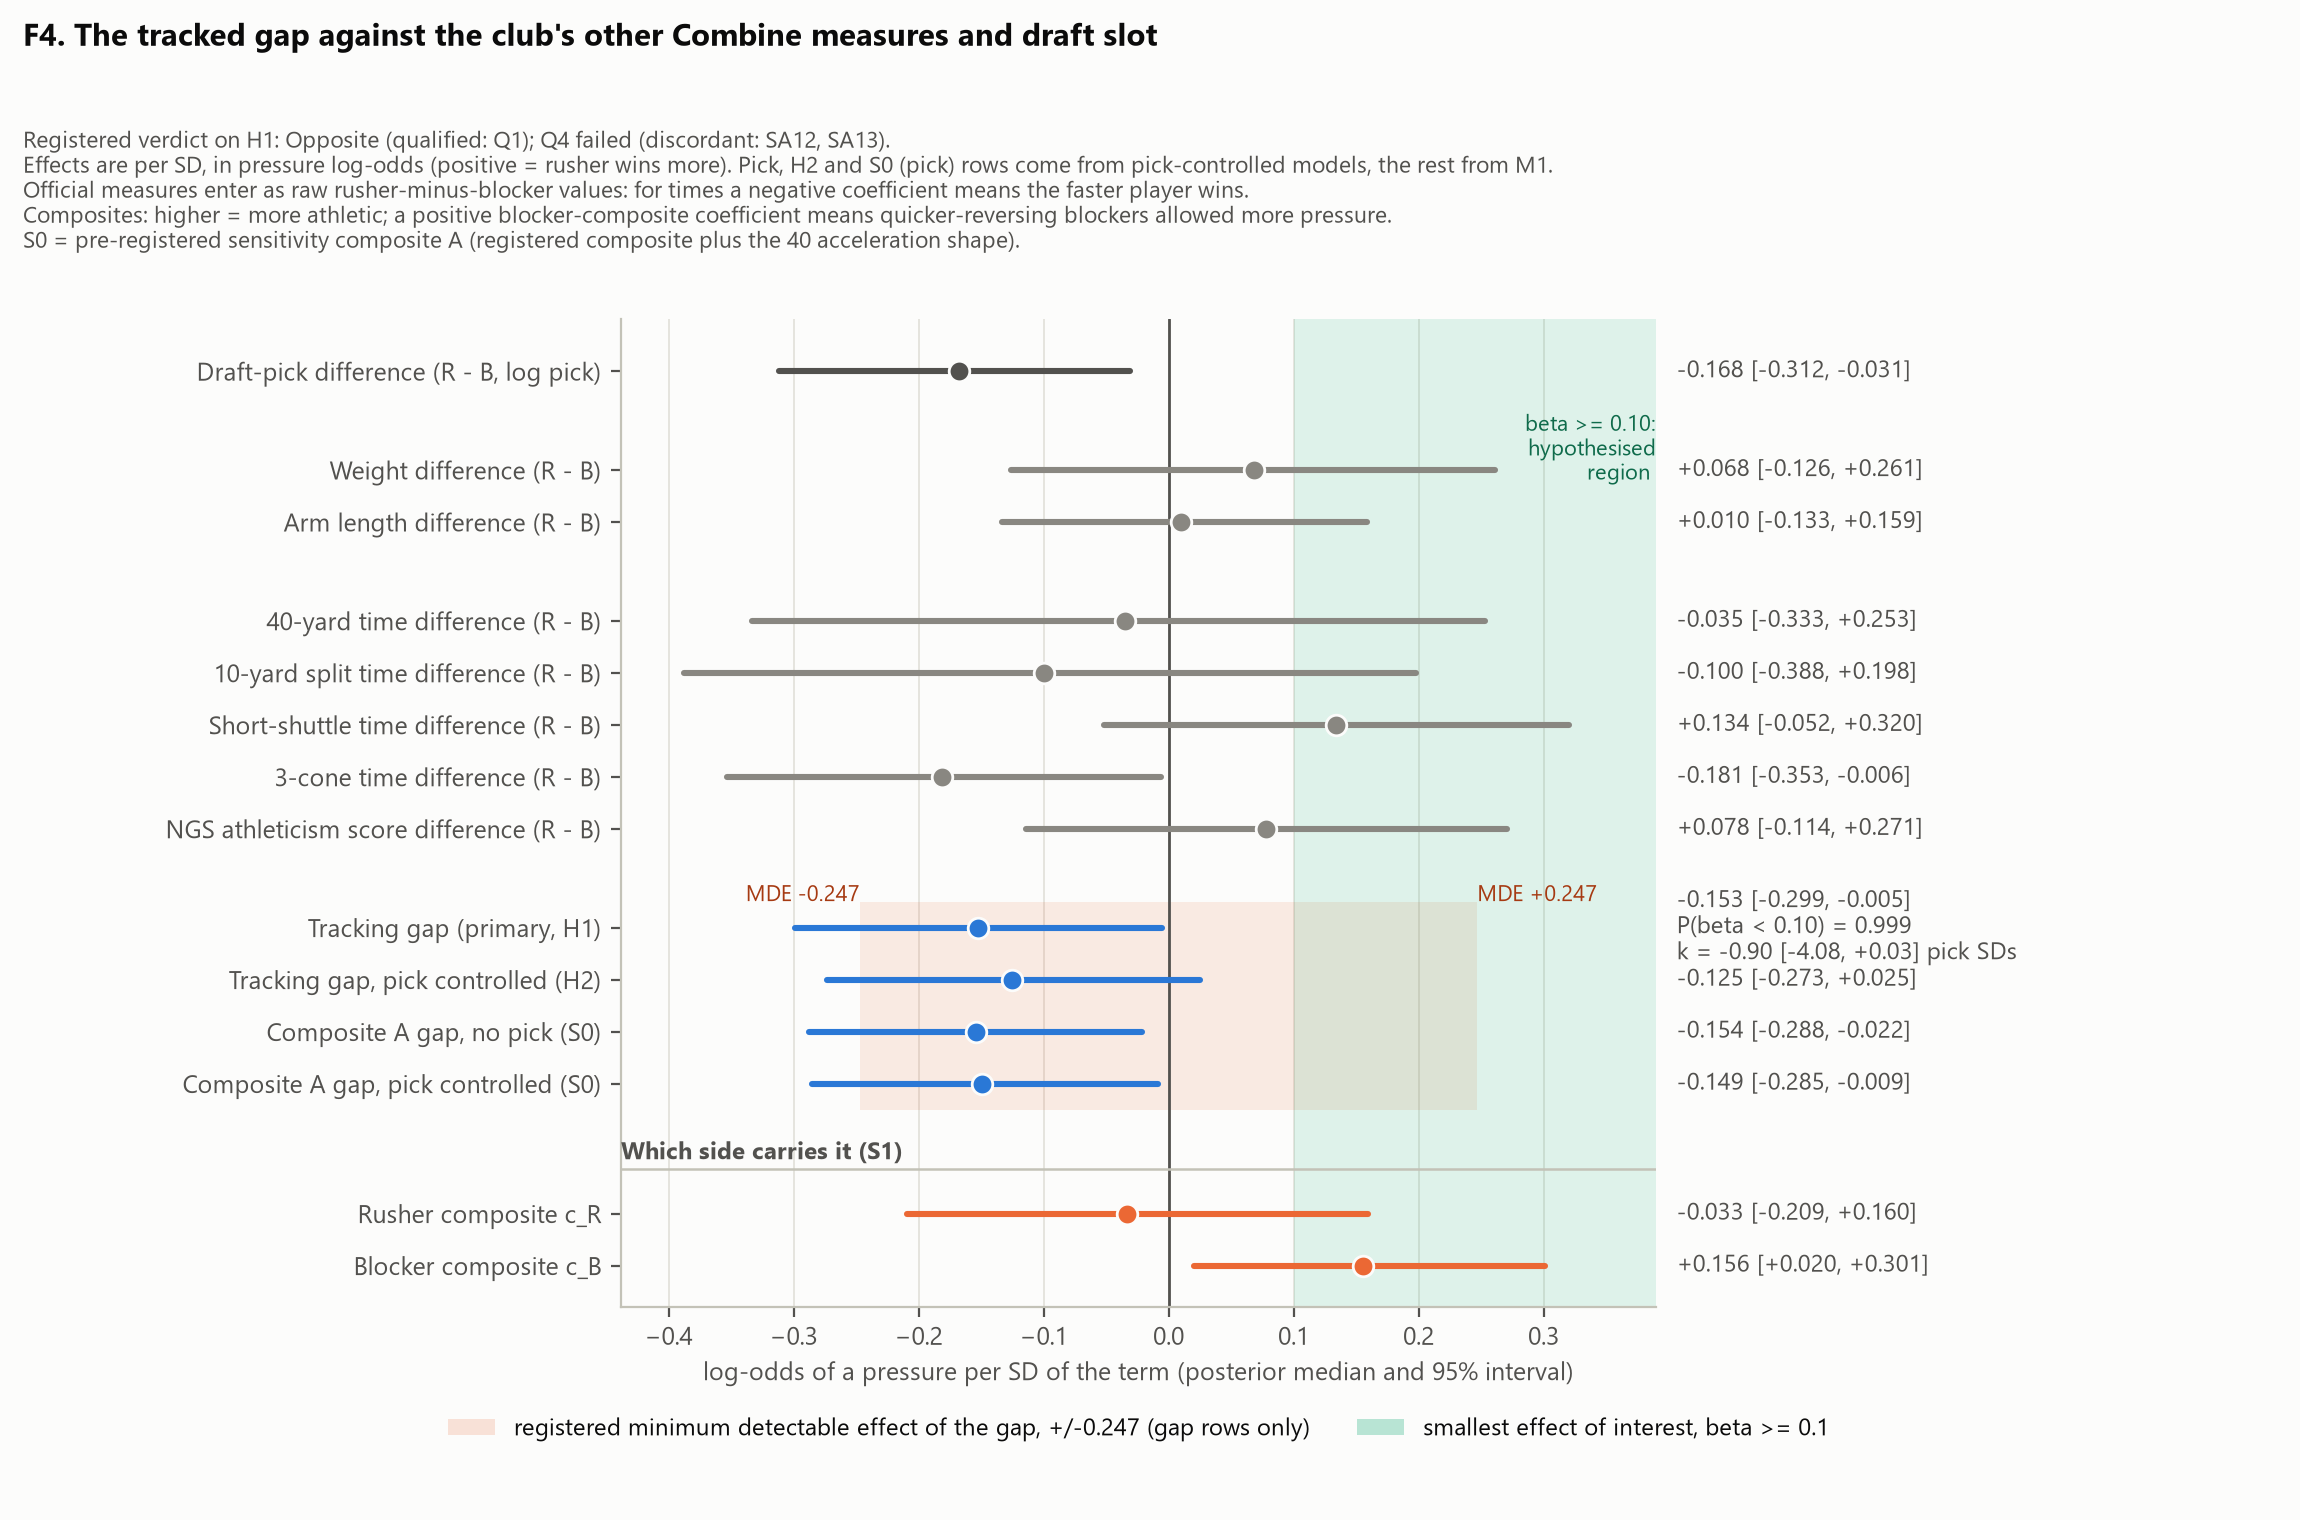 F4. The tracked gap against the club's other Combine measures and draft slot
Registered verdict on H1: Opposite (qualified: Q1); Q4 failed (discordant: SA12, SA13).
Effects are per SD, in pressure log-odds (positive = rusher wins more). Pick, H2 and S0 (pick) rows come from pick-controlled models, the rest from M1.
Official measures enter as raw rusher-minus-blocker values: for times a negative coefficient means the faster player wins.
Composites: higher = more athletic; a positive blocker-composite coefficient means quicker-reversing blockers allowed more pressure.
S0 = pre-registered sensitivity composite A (registered composite plus the 40 acceleration shape).
Draft-pick difference (R - B, log pick)
-0.168 [-0.312, -0.031]
beta >= 0.10:
hypothesised
region
Weight difference (R - B)
+0.068 [-0.126, +0.261]
Arm length difference (R - B)
+0.010 [-0.133, +0.159]
40-yard time difference (R - B)
-0.035 [-0.333, +0.253]
10-yard split time difference (R - B)
-0.100 [-0.388, +0.198]
Short-shuttle time difference (R - B)
+0.134 [-0.052, +0.320]
3-cone time difference (R - B)
-0.181 [-0.353, -0.006]
NGS athleticism score difference (R - B)
+0.078 [-0.114, +0.271]
MDE -0.247
MDE +0.247
Tracking gap (primary, H1)
-0.153 [-0.299, -0.005]
P(beta < 0.10) = 0.999
k = -0.90 [-4.08, +0.03] pick SDs
Tracking gap, pick controlled (H2)
-0.125 [-0.273, +0.025]
Composite A gap, no pick (S0)
-0.154 [-0.288, -0.022]
Composite A gap, pick controlled (S0)
-0.149 [-0.285, -0.009]
Which side carries it (S1)
Rusher composite c_R
-0.033 [-0.209, +0.160]
Blocker composite c_B
+0.156 [+0.020, +0.301]
−0.4 −0.3 −0.2 −0.1 0.0 0.1 0.2 0.3
log-odds of a pressure per SD of the term (posterior median and 95% interval)
registered minimum detectable effect of the gap, +/-0.247 (gap rows only)
smallest effect of interest, beta >= 0.1